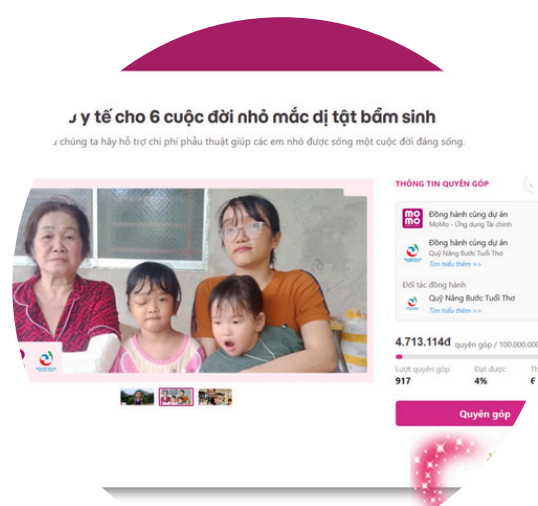 y tế cho 6 cuộc đời nhỏ mắc dị tật bẩm sinh
chúng ta hãy hỗ trợ chi phí phẫu thuật giúp các em nhỏ được sống một cuộc đời đáng sống.
THÔNG TIN QUYÊN GÓP
mo
mo
Đồng hành cùng dự án
MoMo - Ứng dụng Tài chính
Đồng hành cùng dự án
Quỹ Nâng Bước Tuổi Thơ
Tìm hiểu thêm >>
Đối tác đồng hành
Quỹ Nâng Bước Tuổi Thơ
Tìm hiểu thêm >>
4.713.114đ quyên góp / 100.000.000
Lượt quyên góp
Đạt được
917
4%
Quyên góp